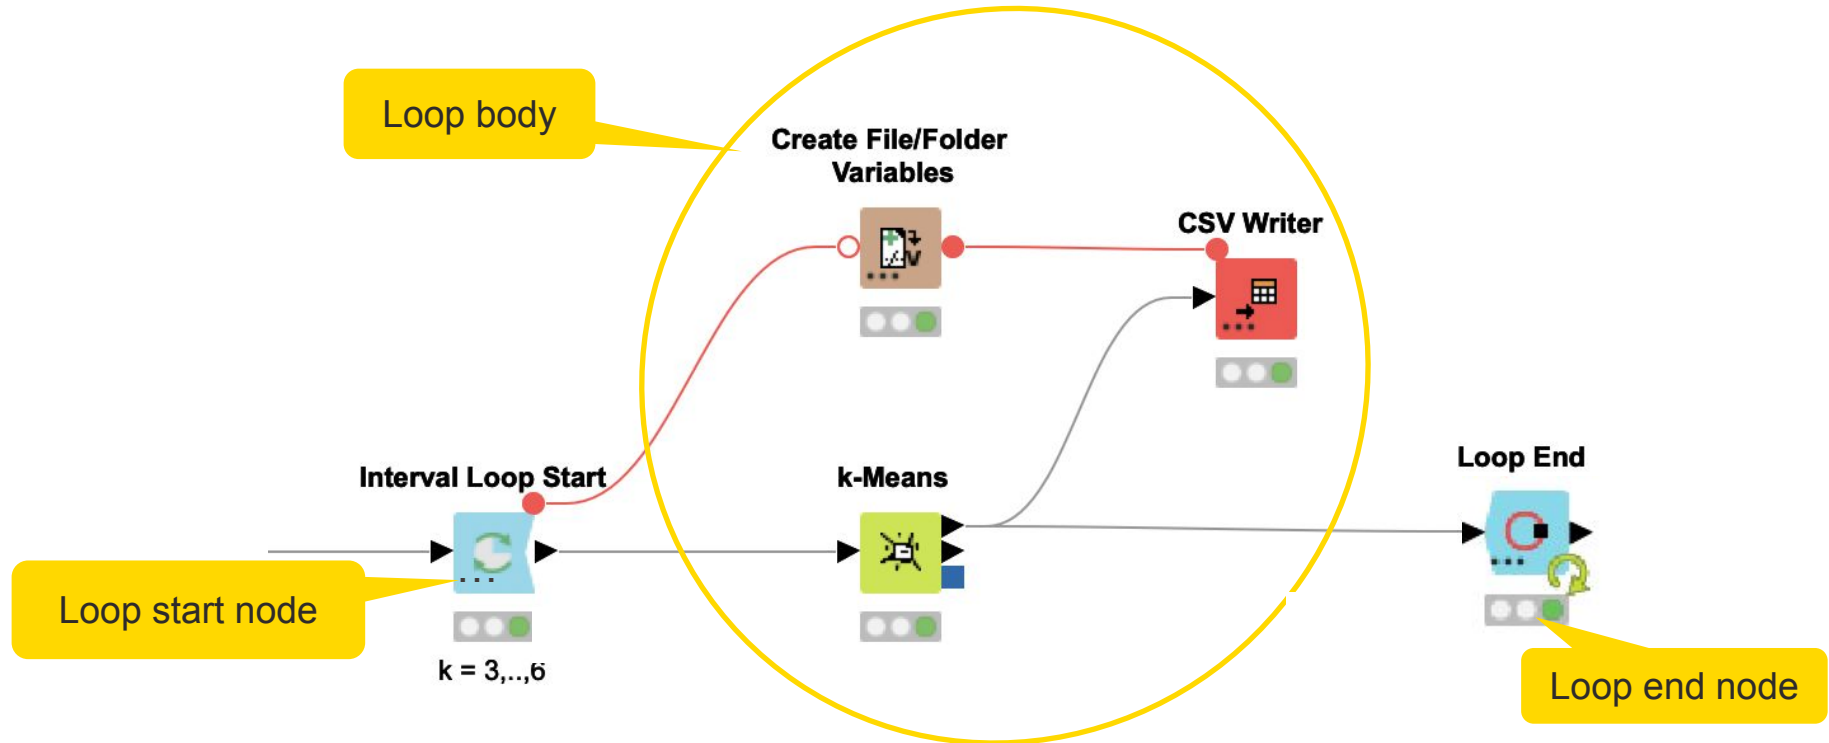 Loop body
Create File/Folder
Variables
CSV Writer
Interval Loop Start
k-Means
Loop End
Loop start node
k = 3,..,6
Loop end node